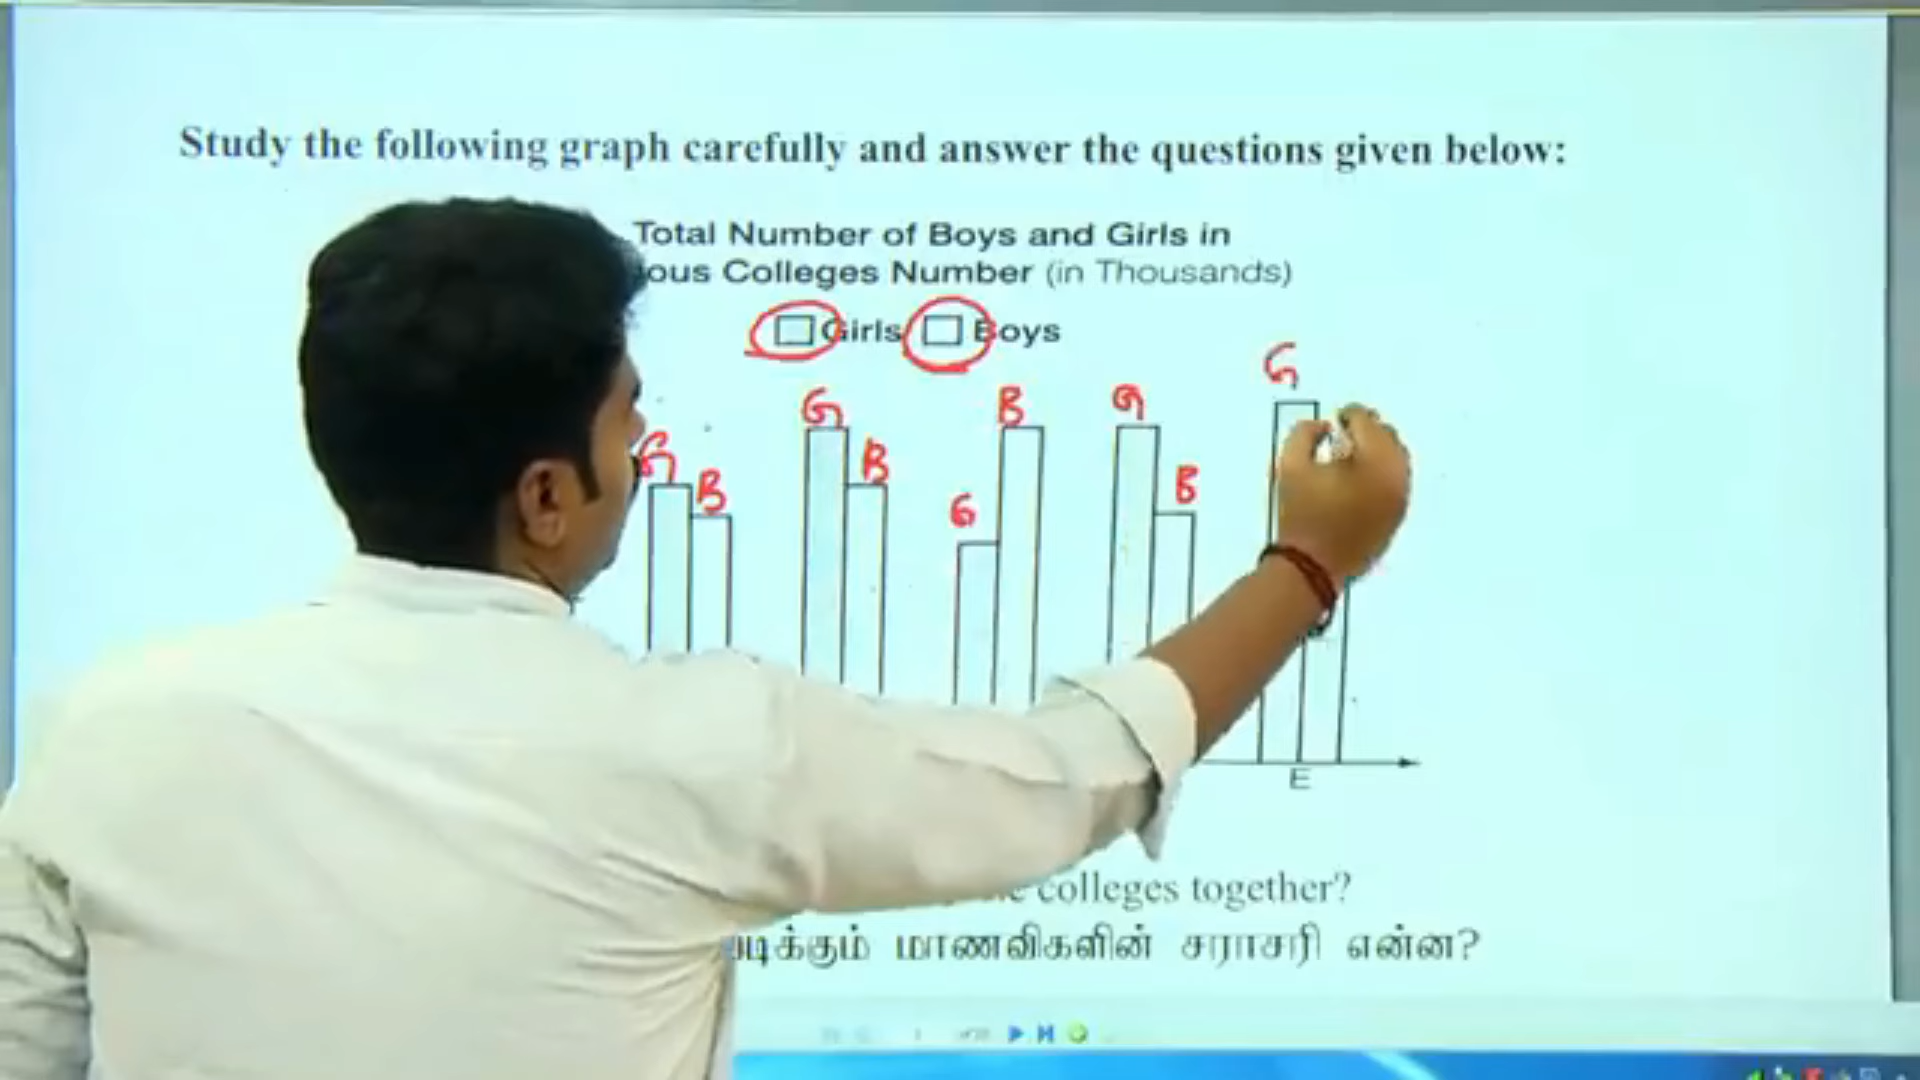 Study the following graph carefully and answer the questions given below:
Total Number of Boys and Girls in
Colleges Number (in Thousands)
Girls Boys
G
G B G
G B B
B G B
E
colleges together?
மாணவிகளின் சராசரி என்ன?